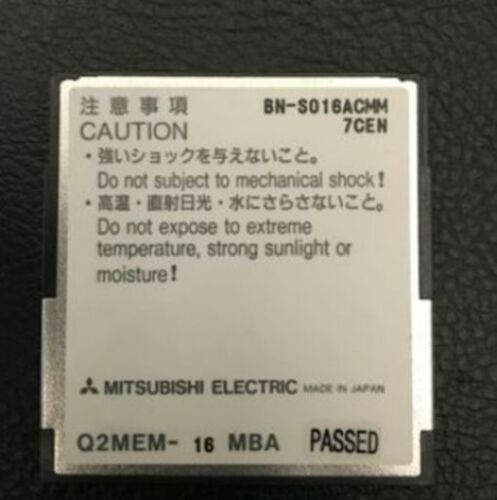 注意事項 BN-S016ACMM
CAUTION 7CEN
・強いショックを与えないこと。
Do not subject to mechanical shock!
・高温・直射日光・水にさらさないこと。
Do not expose to extreme
temperature, strong sunlight or
moisture!
MITSUBISHI ELECTRIC MADE IN JAPAN
Q2MEM- 16 MBA PASSED